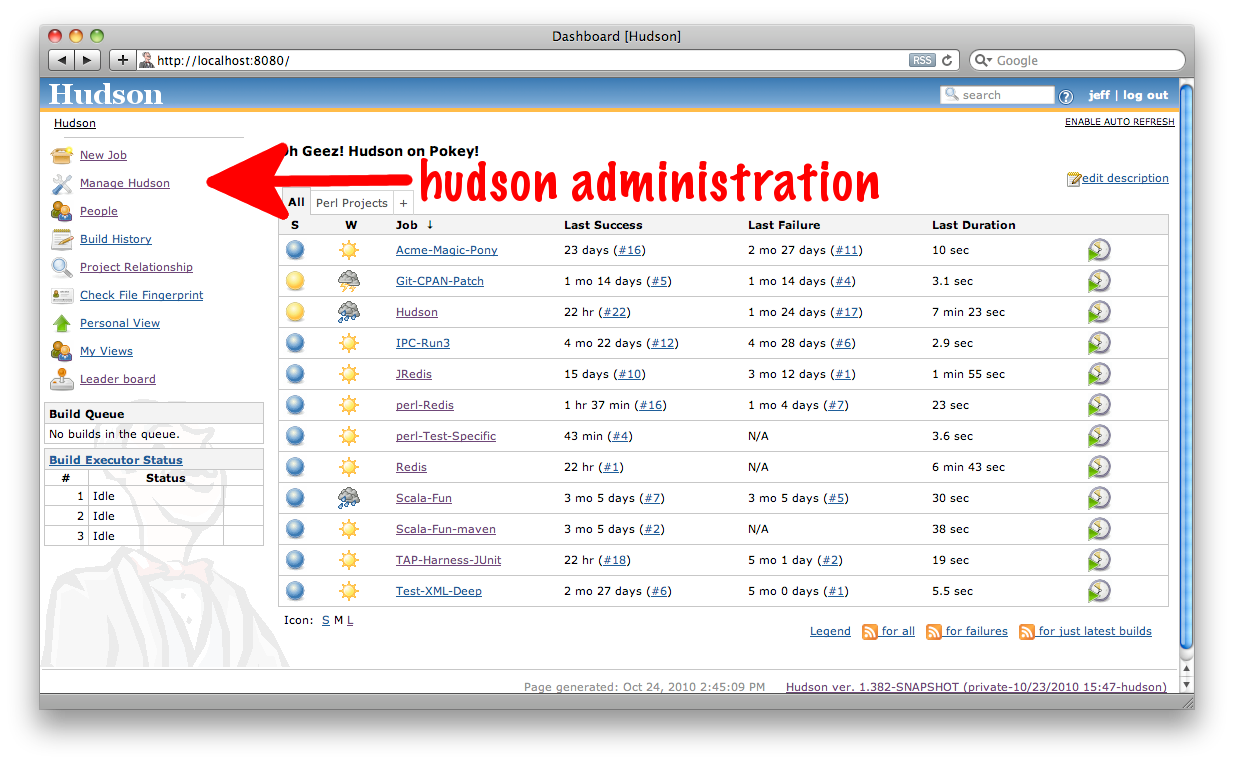 Dashboard [Hudson]
http://localhost:8080/ RSS Google
Hudson search ? jeff | log out
Hudson ENABLE AUTO REFRESH
New Job
Manage Hudson
People
Build History
Project Relationship
Check File Fingerprint
Personal View
My Views
Leader board
Build Queue
No builds in the queue.
Build Executor Status
# Status
1 Idle
2 Idle
3 Idle
h Geez! Hudson on Pokey!
hudson administration
edit description
All Perl Projects +
S W Job ↓ Last Success Last Failure Last Duration
Acme-Magic-Pony 23 days (#16) 2 mo 27 days (#11) 10 sec
Git-CPAN-Patch 1 mo 14 days (#5) 1 mo 14 days (#4) 3.1 sec
Hudson 22 hr (#22) 1 mo 24 days (#17) 7 min 23 sec
IPC-Run3 4 mo 22 days (#12) 4 mo 28 days (#6) 2.9 sec
JRedis 15 days (#10) 3 mo 12 days (#1) 1 min 55 sec
perl-Redis 1 hr 37 min (#16) 1 mo 4 days (#7) 23 sec
perl-Test-Specific 43 min (#4) N/A 3.6 sec
Redis 22 hr (#1) N/A 6 min 43 sec
Scala-Fun 3 mo 5 days (#7) 3 mo 5 days (#5) 30 sec
Scala-Fun-maven 3 mo 5 days (#2) N/A 38 sec
TAP-Harness-JUnit 22 hr (#18) 5 mo 1 day (#2) 19 sec
Test-XML-Deep 2 mo 27 days (#6) 5 mo 0 days (#1) 5.5 sec
Icon: S M L
Legend for all for failures for just latest builds
Page generated: Oct 24, 2010 2:45:09 PM Hudson ver. 1.382-SNAPSHOT (private-10/23/2010 15:47-hudson)